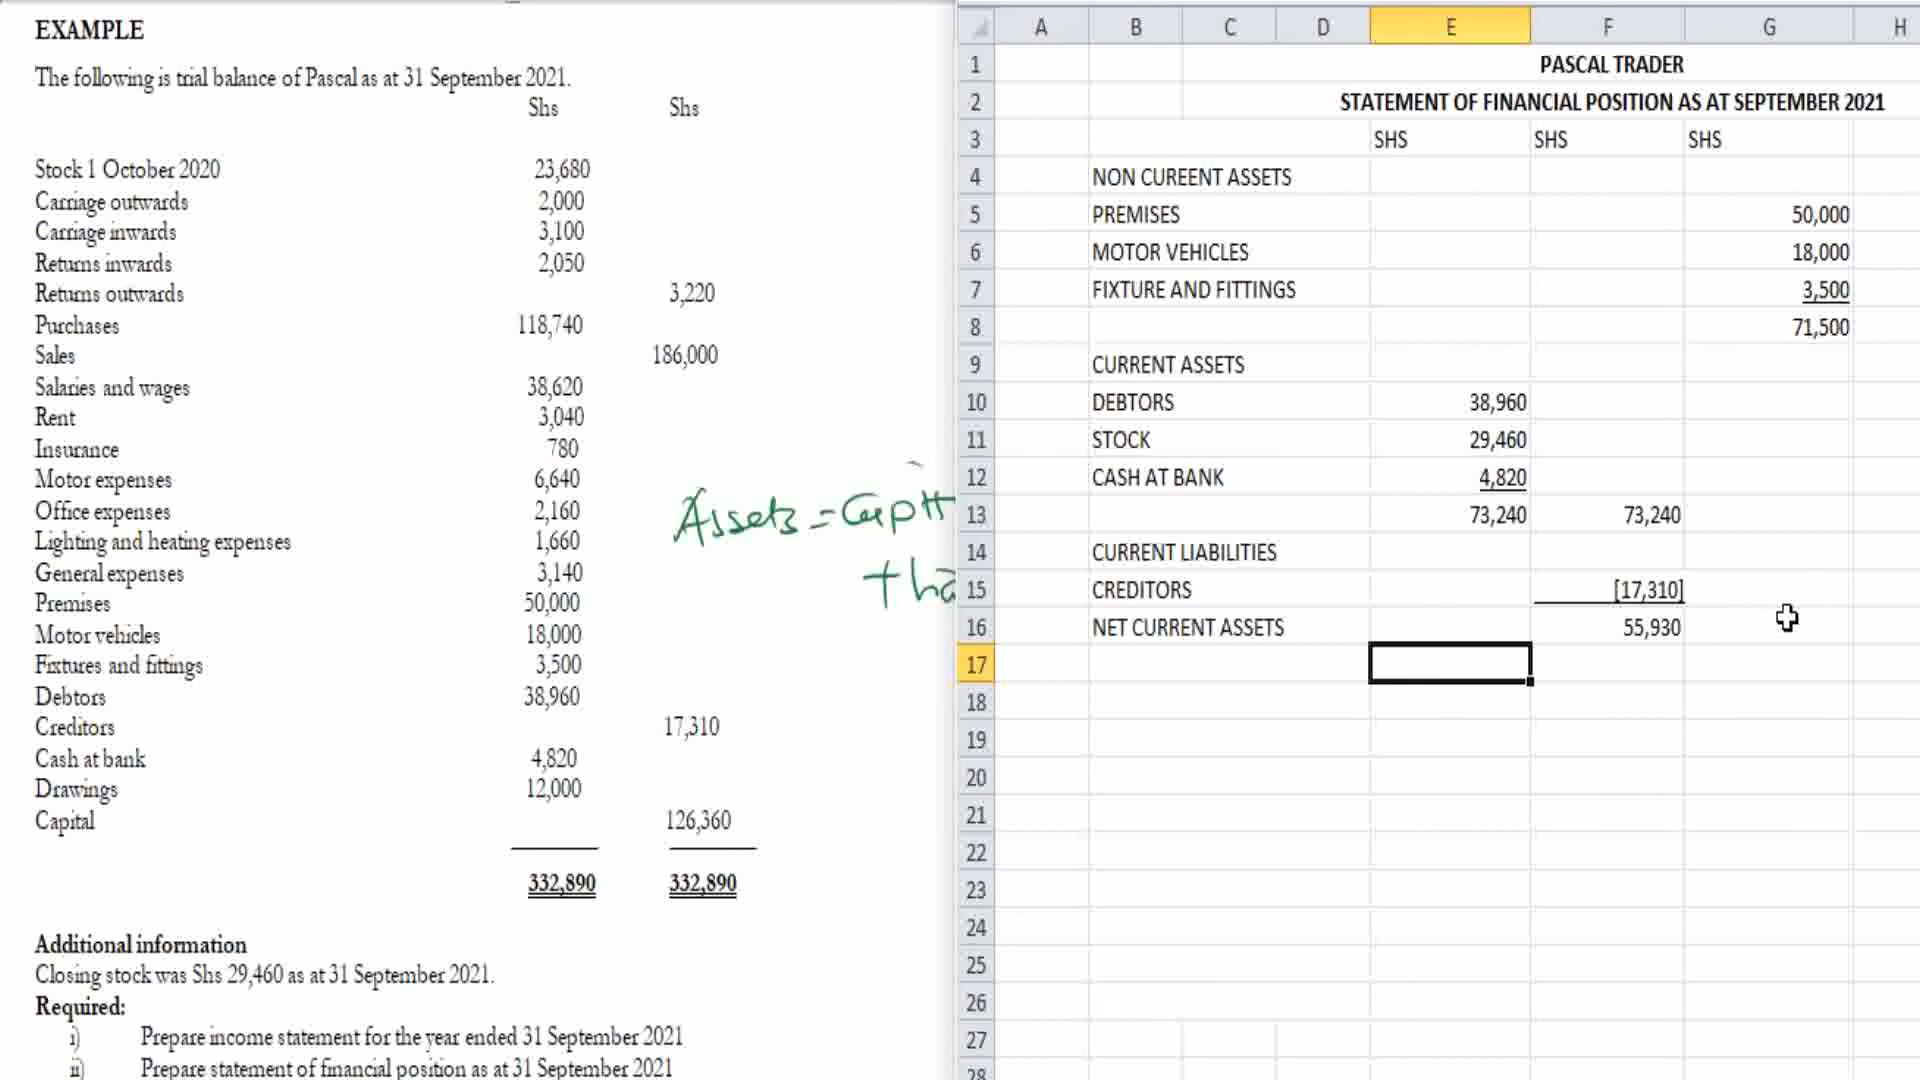 EXAMPLE
The following is trial balance of Pascal as at 31 September 2021.
Shs Shs
Stock 1 October 2020 23,680
Carriage outwards 2,000
Carriage inwards 3,100
Returns inwards 2,050
Returns outwards 3,220
Purchases 118,740
Sales 186,000
Salaries and wages 38,620
Rent 3,040
Insurance 780
Motor expenses 6,640
Office expenses 2,160
Lighting and heating expenses 1,660
General expenses 3,140
Premises 50,000
Motor vehicles 18,000
Fixtures and fittings 3,500
Debtors 38,960
Creditors 17,310
Cash at bank 4,820
Drawings 12,000
Capital 126,360
332,890 332,890
Additional information
Closing stock was Shs 29,460 as at 31 September 2021.
Required:
i) Prepare income statement for the year ended 31 September 2021
ii) Prepare statement of financial position as at 31 September 2021
Assets =
A B C D E F G H
1 PASCAL TRADER
2 STATEMENT OF FINANCIAL POSITION AS AT SEPTEMBER 2021
3 SHS SHS SHS
4 NON CUREENT ASSETS
5 PREMISES 50,000
6 MOTOR VEHICLES 18,000
7 FIXTURE AND FITTINGS 3,500
8 71,500
9 CURRENT ASSETS
10 DEBTORS 38,960
11 STOCK 29,460
12 CASH AT BANK 4,820
13 73,240 73,240
14 CURRENT LIABILITIES
15 CREDITORS [17,310]
16 NET CURRENT ASSETS 55,930
17
18
19
20
21
22
23
24
25
26
27
28